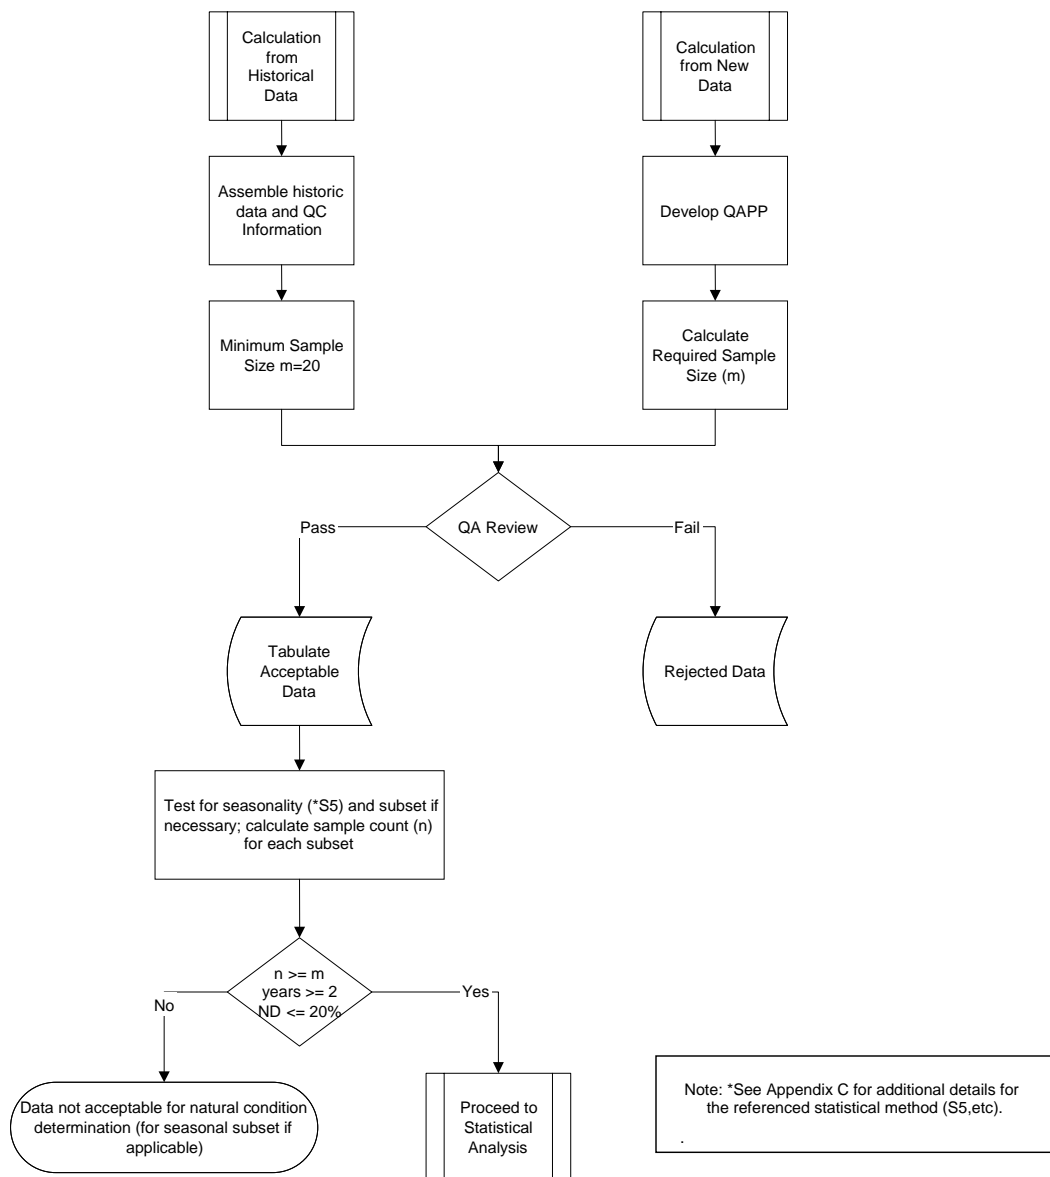 Calculation
from
Historical
Data
Calculation
from New
Data
Assemble historic
data and QC
Information
Develop QAPP
Minimum Sample
Size m=20
Calculate
Required Sample
Size (m)
QA Review
Pass
Fail
Tabulate
Acceptable
Data
Rejected Data
Test for seasonality (*S5) and subset if
necessary; calculate sample count (n)
for each subset
n >= m
years >= 2
ND <= 20%
No
Yes
Data not acceptable for natural condition
determination (for seasonal subset if
applicable)
Proceed to
Statistical
Analysis
Note: *See Appendix C for additional details for
the referenced statistical method (S5,etc).
.